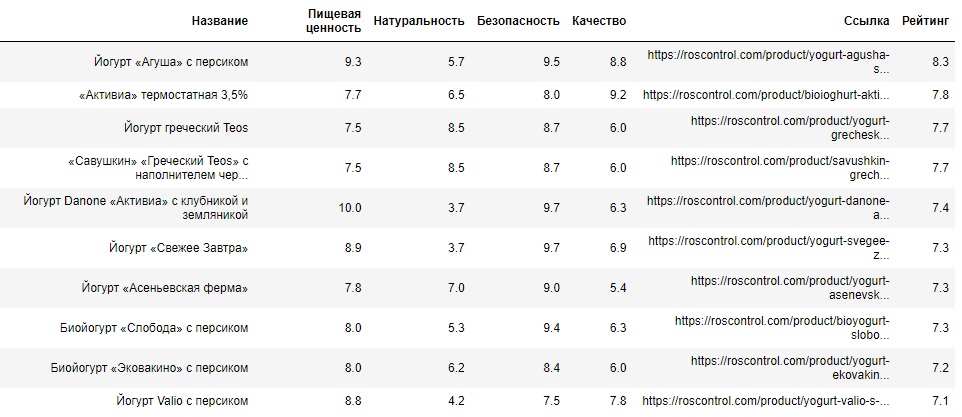 Название Пищевая ценность Натуральность Безопасность Качество Ссылка Рейтинг
Йогурт «Агуша» с персиком 9.3 5.7 9.5 8.8 https://roscontrol.com/product/yogurt-agusha-s... 8.3
«Активиа» термостатная 3,5% 7.7 6.5 8.0 9.2 https://roscontrol.com/product/bioioghurt-akti... 7.8
Йогурт греческий Teos 7.5 8.5 8.7 6.0 https://roscontrol.com/product/yogurt-grechesk... 7.7
«Савушкин» «Греческий Teos» с наполнителем чер... 7.5 8.5 8.7 6.0 https://roscontrol.com/product/savushkin-grech... 7.7
Йогурт Danone «Активиа» с клубникой и земляникой 10.0 3.7 9.7 6.3 https://roscontrol.com/product/yogurt-danone-a... 7.4
Йогурт «Свежее Завтра» 8.9 3.7 9.7 6.9 https://roscontrol.com/product/yogurt-svegee-z... 7.3
Йогурт «Асеньевская ферма» 7.8 7.0 9.0 5.4 https://roscontrol.com/product/yogurt-asenevsk... 7.3
Биойогурт «Слобода» с персиком 8.0 5.3 9.4 6.3 https://roscontrol.com/product/bioyogurt-slobo... 7.3
Биойогурт «Эковакино» с персиком 8.0 6.2 8.4 6.0 https://roscontrol.com/product/yogurt-ekovakin... 7.2
Йогурт Valio с персиком 8.8 4.2 7.5 7.8 https://roscontrol.com/product/yogurt-valio-s-... 7.1